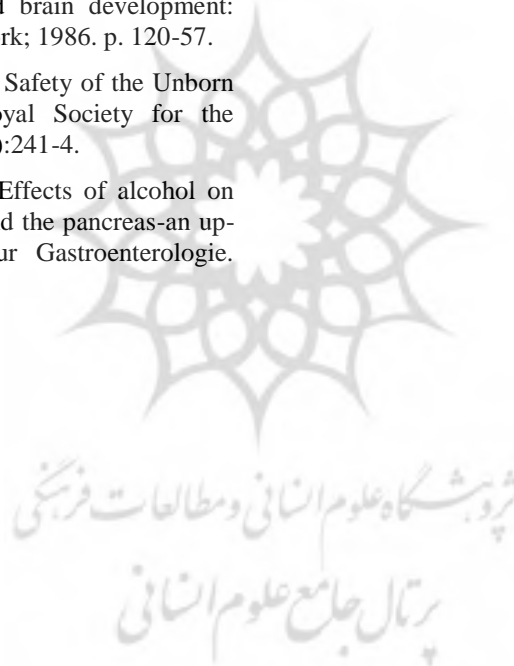 d brain development:
rk; 1986. p. 120-57.
Safety of the Unborn
oyal Society for the
):241-4.
Effects of alcohol on
d the pancreas-an up-
ur Gastroenterologie.
پژوهشگاه علوم انسانی و مطالعات فرهنگی
پرتال جامع علوم انسانی